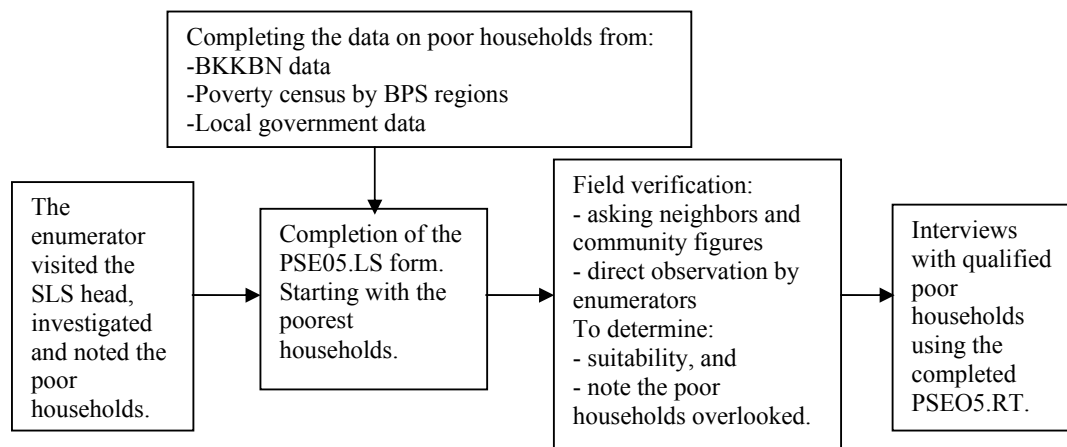 Completing the data on poor households from:
-BKKBN data
-Poverty census by BPS regions
-Local government data
The
enumerator
visited the
SLS head,
investigated
and noted the
poor
households.
Completion of the
PSE05.LS form.
Starting with the
poorest
households.
Field verification:
- asking neighbors and
community figures
- direct observation by
enumerators
To determine:
- suitability, and
- note the poor
households overlooked.
Interviews
with qualified
poor
households
using the
completed
PSEO5.RT.